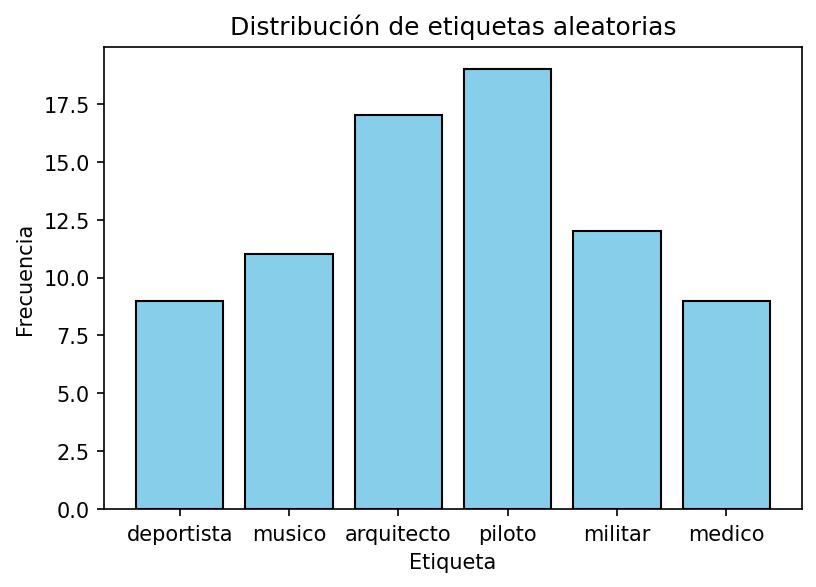 Distribución de etiquetas aleatorias
Frecuencia
17.5
15.0
12.5
10.0
7.5
5.0
2.5
0.0
deportista musico arquitecto piloto militar medico
Etiqueta